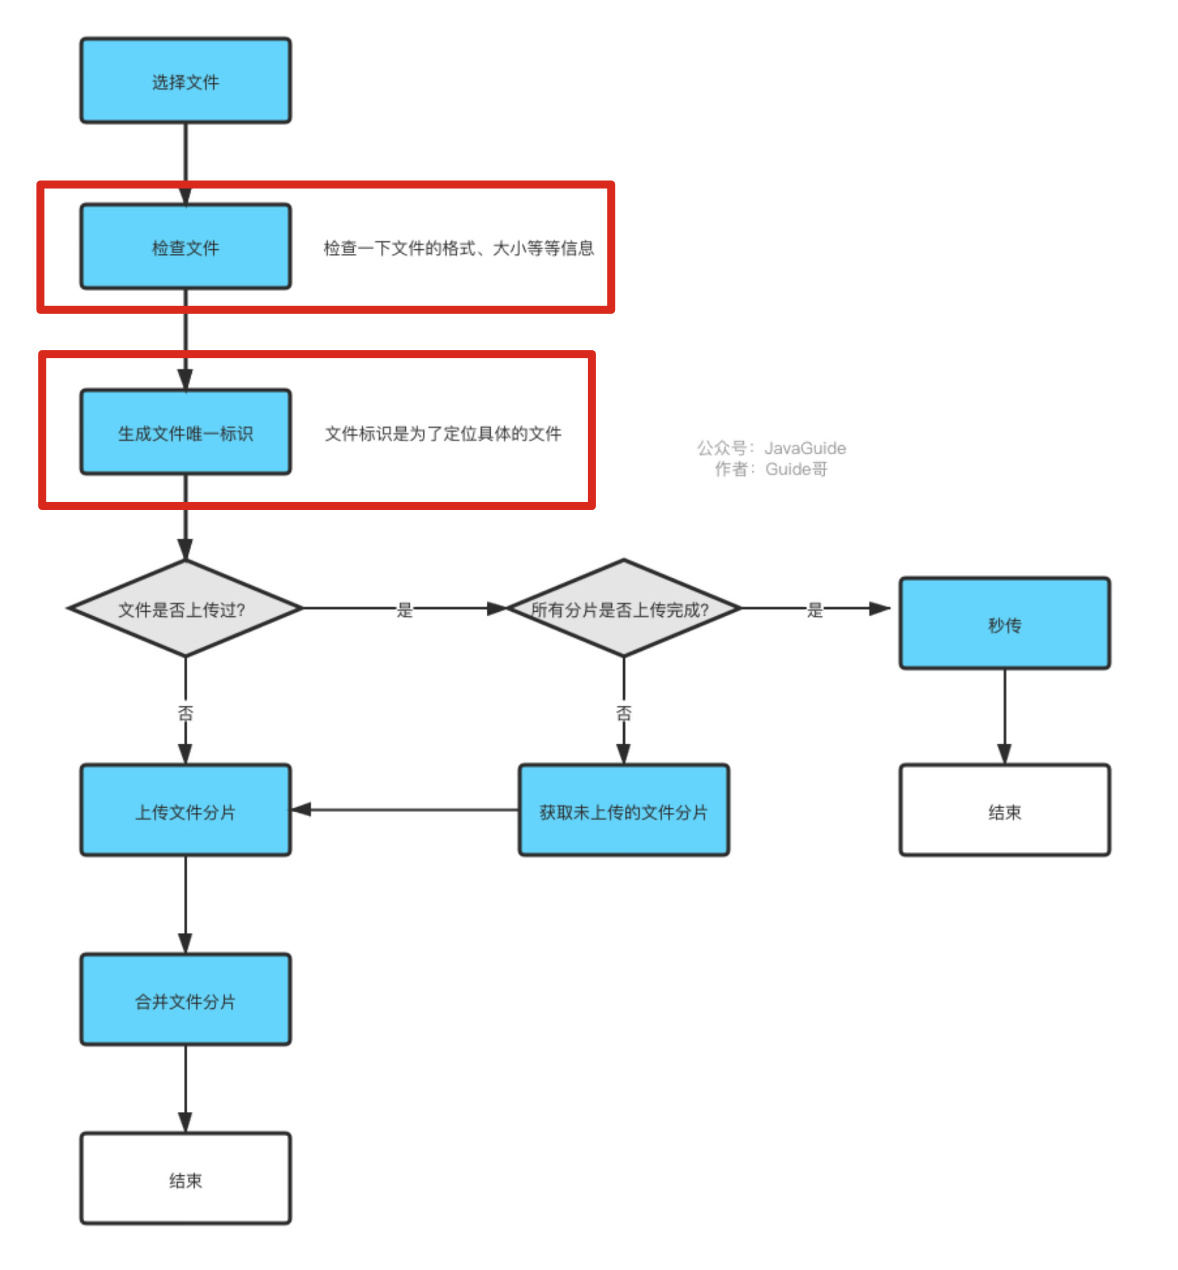 选择文件
检查文件
检查一下文件的格式、大小等等信息
生成文件唯一标识
文件标识是为了定位具体的文件
公众号：JavaGuide
作者：Guide哥
文件是否上传过?
是
所有分片是否上传完成?
是
秒传
否
否
上传文件分片
获取未上传的文件分片
结束
合并文件分片
结束